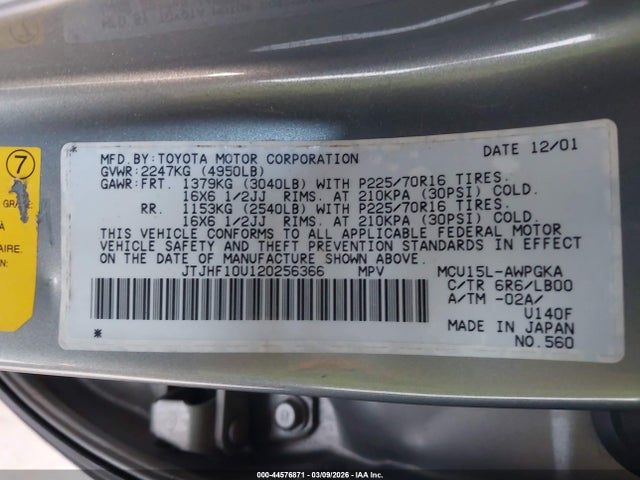 7
GRADE
AIRE.
MFD.BY:TOYOTA MOTOR CORPORATION DATE 12/01
GVWR:2247KG (4950LB)
GAWR:FRT. 1379KG (3040LB) WITH P225/70R16 TIRES.
16X6 1/2JJ RIMS. AT 210KPA (30PSI) COLD.
RR. 1153KG (2540LB) WITH P225/70R16 TIRES.
16X6 1/2JJ RIMS. AT 210KPA (30PSI) COLD.
THIS VEHICLE CONFORMS TO ALL APPLICABLE FEDERAL MOTOR
VEHICLE SAFETY AND THEFT PREVENTION STANDARDS IN EFFECT
ON THE DATE OF MANUFACTURE SHOWN ABOVE.
JTJHF10U120256366 MPV MCU15L-AWPGKA
C/TR 6R6/LB00
A/TM -02A/
U140F
MADE IN JAPAN
NO.560
* *
000-44576871 - 03/09/2026 - IAA Inc.